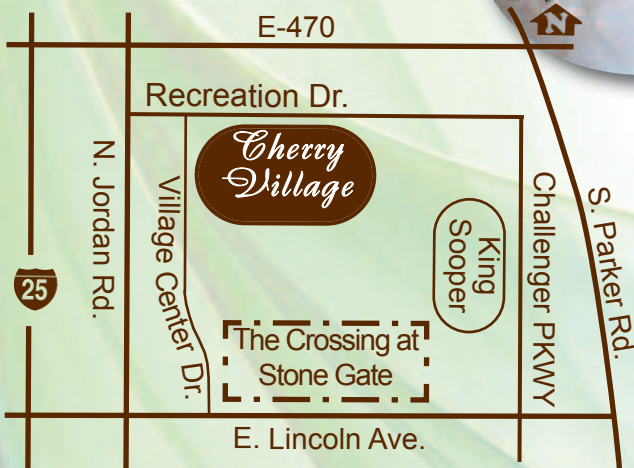 E-470
N
Recreation Dr.
Cherry
Village
N. Jordan Rd.
Village Center Dr.
King
Sooper
Challenger PKWY
S. Parker Rd.
25
The Crossing at
Stone Gate
E. Lincoln Ave.